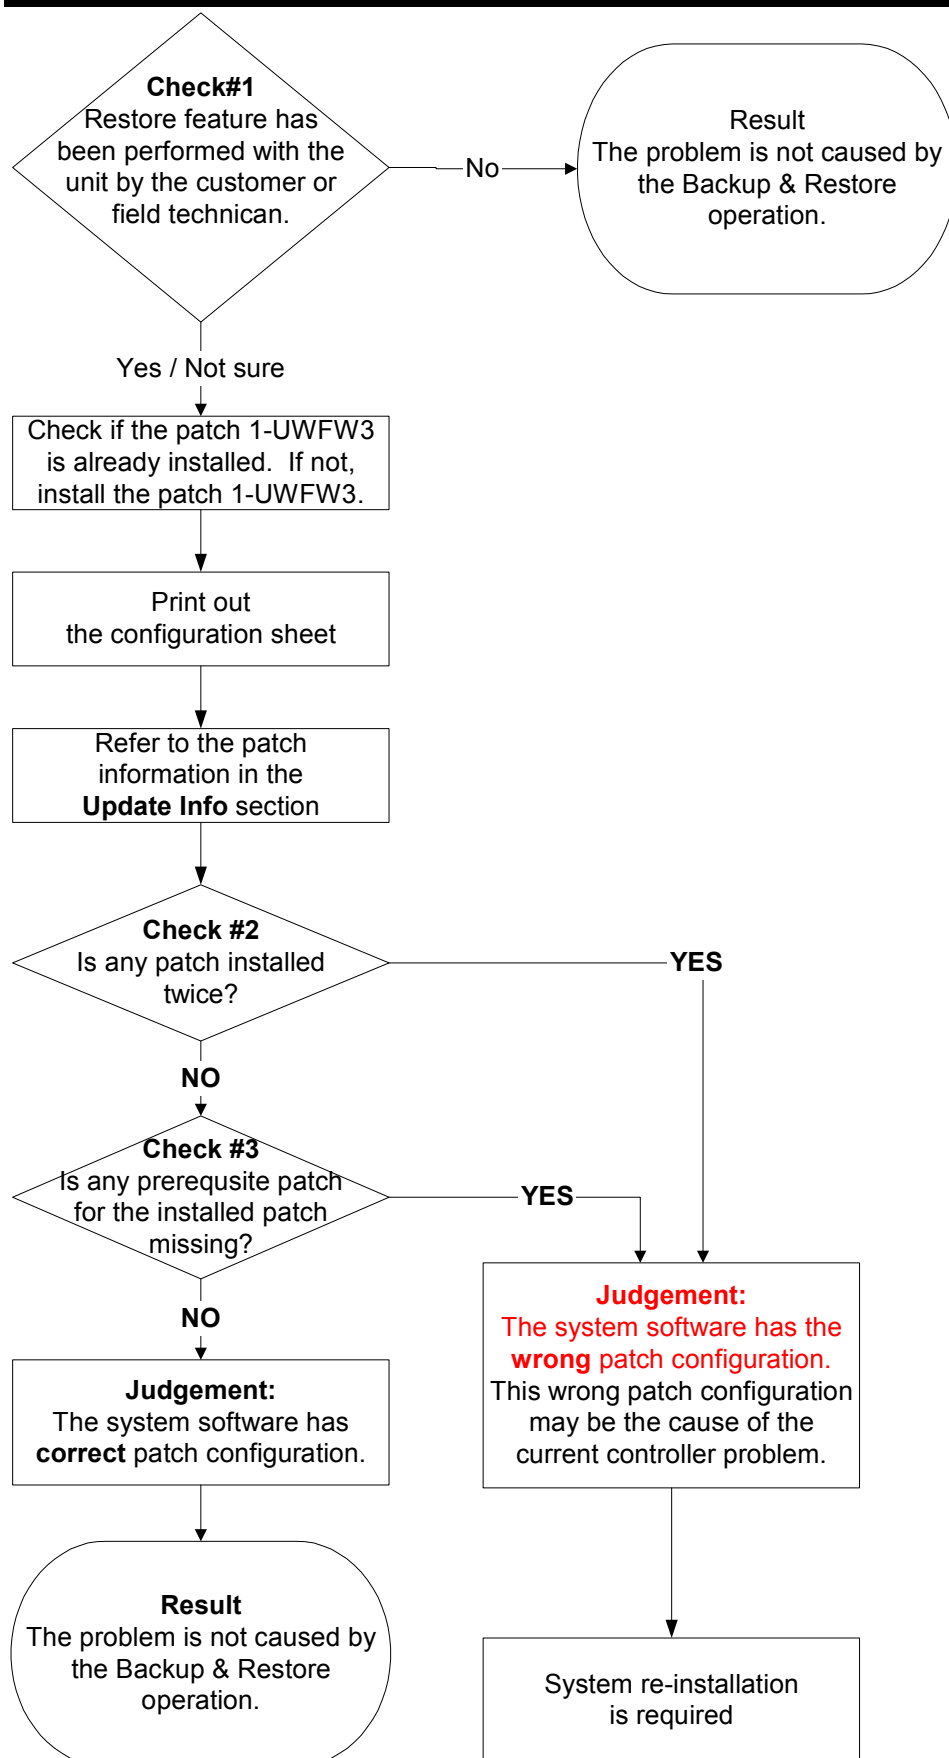 Check#1
Restore feature has
been performed with the
unit by the customer or
field technican.
No
Result
The problem is not caused by
the Backup & Restore
operation.
Yes / Not sure
Check if the patch 1-UWFW3
is already installed.  If not,
install the patch 1-UWFW3.
Print out
the configuration sheet
Refer to the patch
information in the
Update Info section
Check #2
Is any patch installed
twice?
YES
NO
Check #3
Is any prerequsite patch
for the installed patch
missing?
YES
NO
Judgement:
The system software has
correct patch configuration.
Judgement:
The system software has the
wrong patch configuration.
This wrong patch configuration
may be the cause of the
current controller problem.
Result
The problem is not caused by
the Backup & Restore
operation.
System re-installation
is required